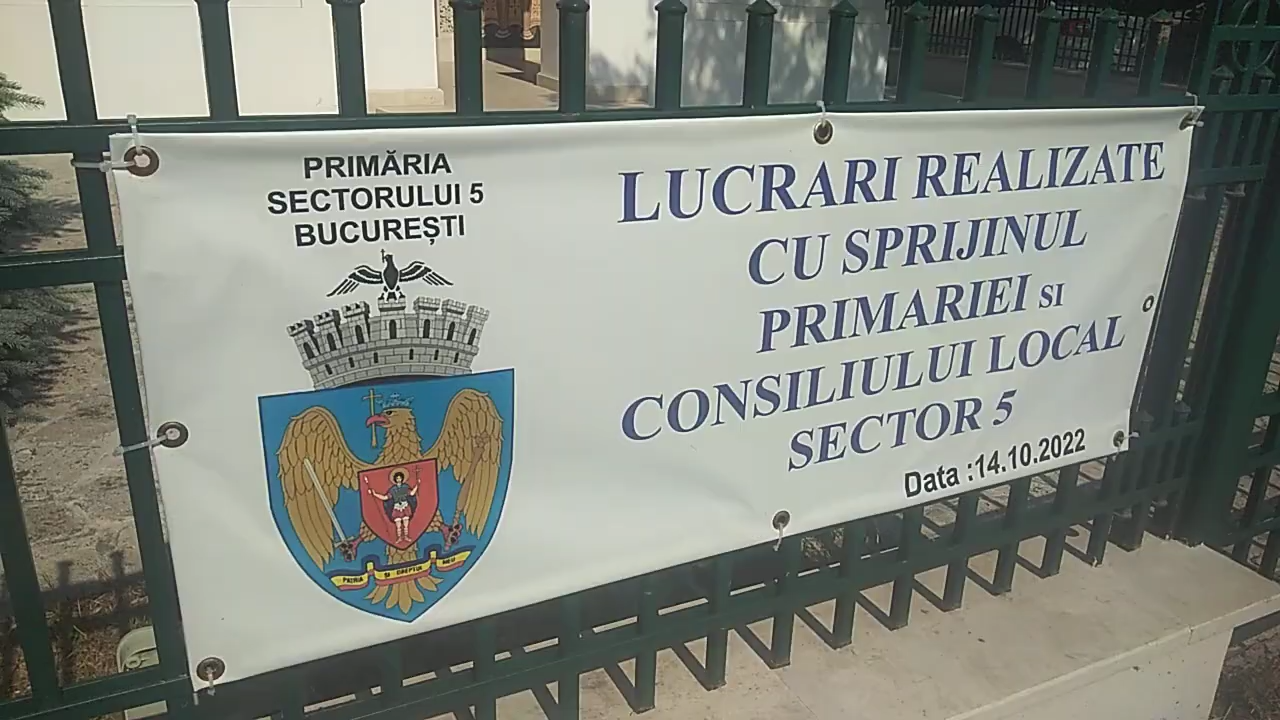 PRIMĂRIA
SECTORULUI 5
BUCUREȘTI
PATRIA SI DREPTUL MEU
LUCRARI REALIZATE
CU SPRIJINUL
PRIMARIEI SI
CONSILIULUI LOCAL
SECTOR 5
Data :14.10.2022